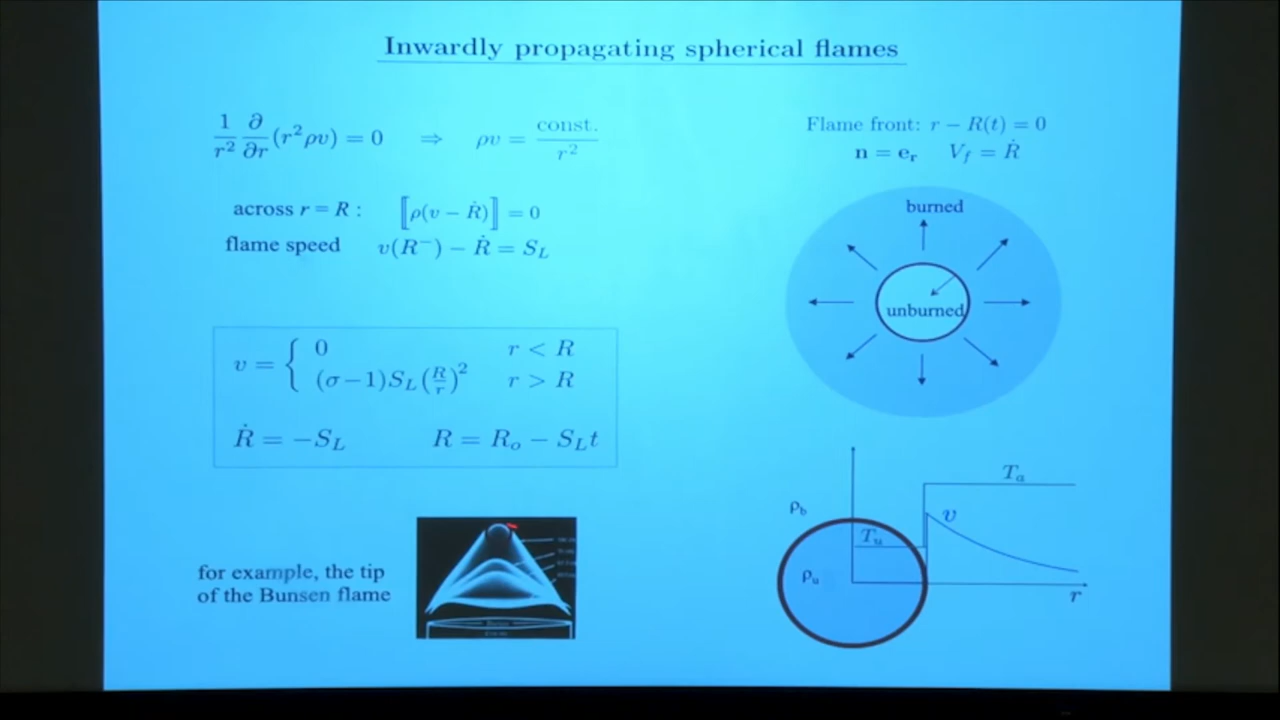 Inwardly propagating spherical flames
1/r² ∂/∂r (r²ρv) = 0 ⇒ ρv = const./r²
across r = R : [[ρ(v − Ṙ)]] = 0
flame speed v(R⁻) − Ṙ = S_L
v = { 0 r < R
(σ−1)S_L(R/r)² r > R
Ṙ = −S_L R = R_o − S_L t
for example, the tip
of the Bunsen flame
Flame front: r − R(t) = 0
n = e_r V_f = Ṙ
burned
unburned
T_a
ρ_b
v
T_u
ρ_u
r